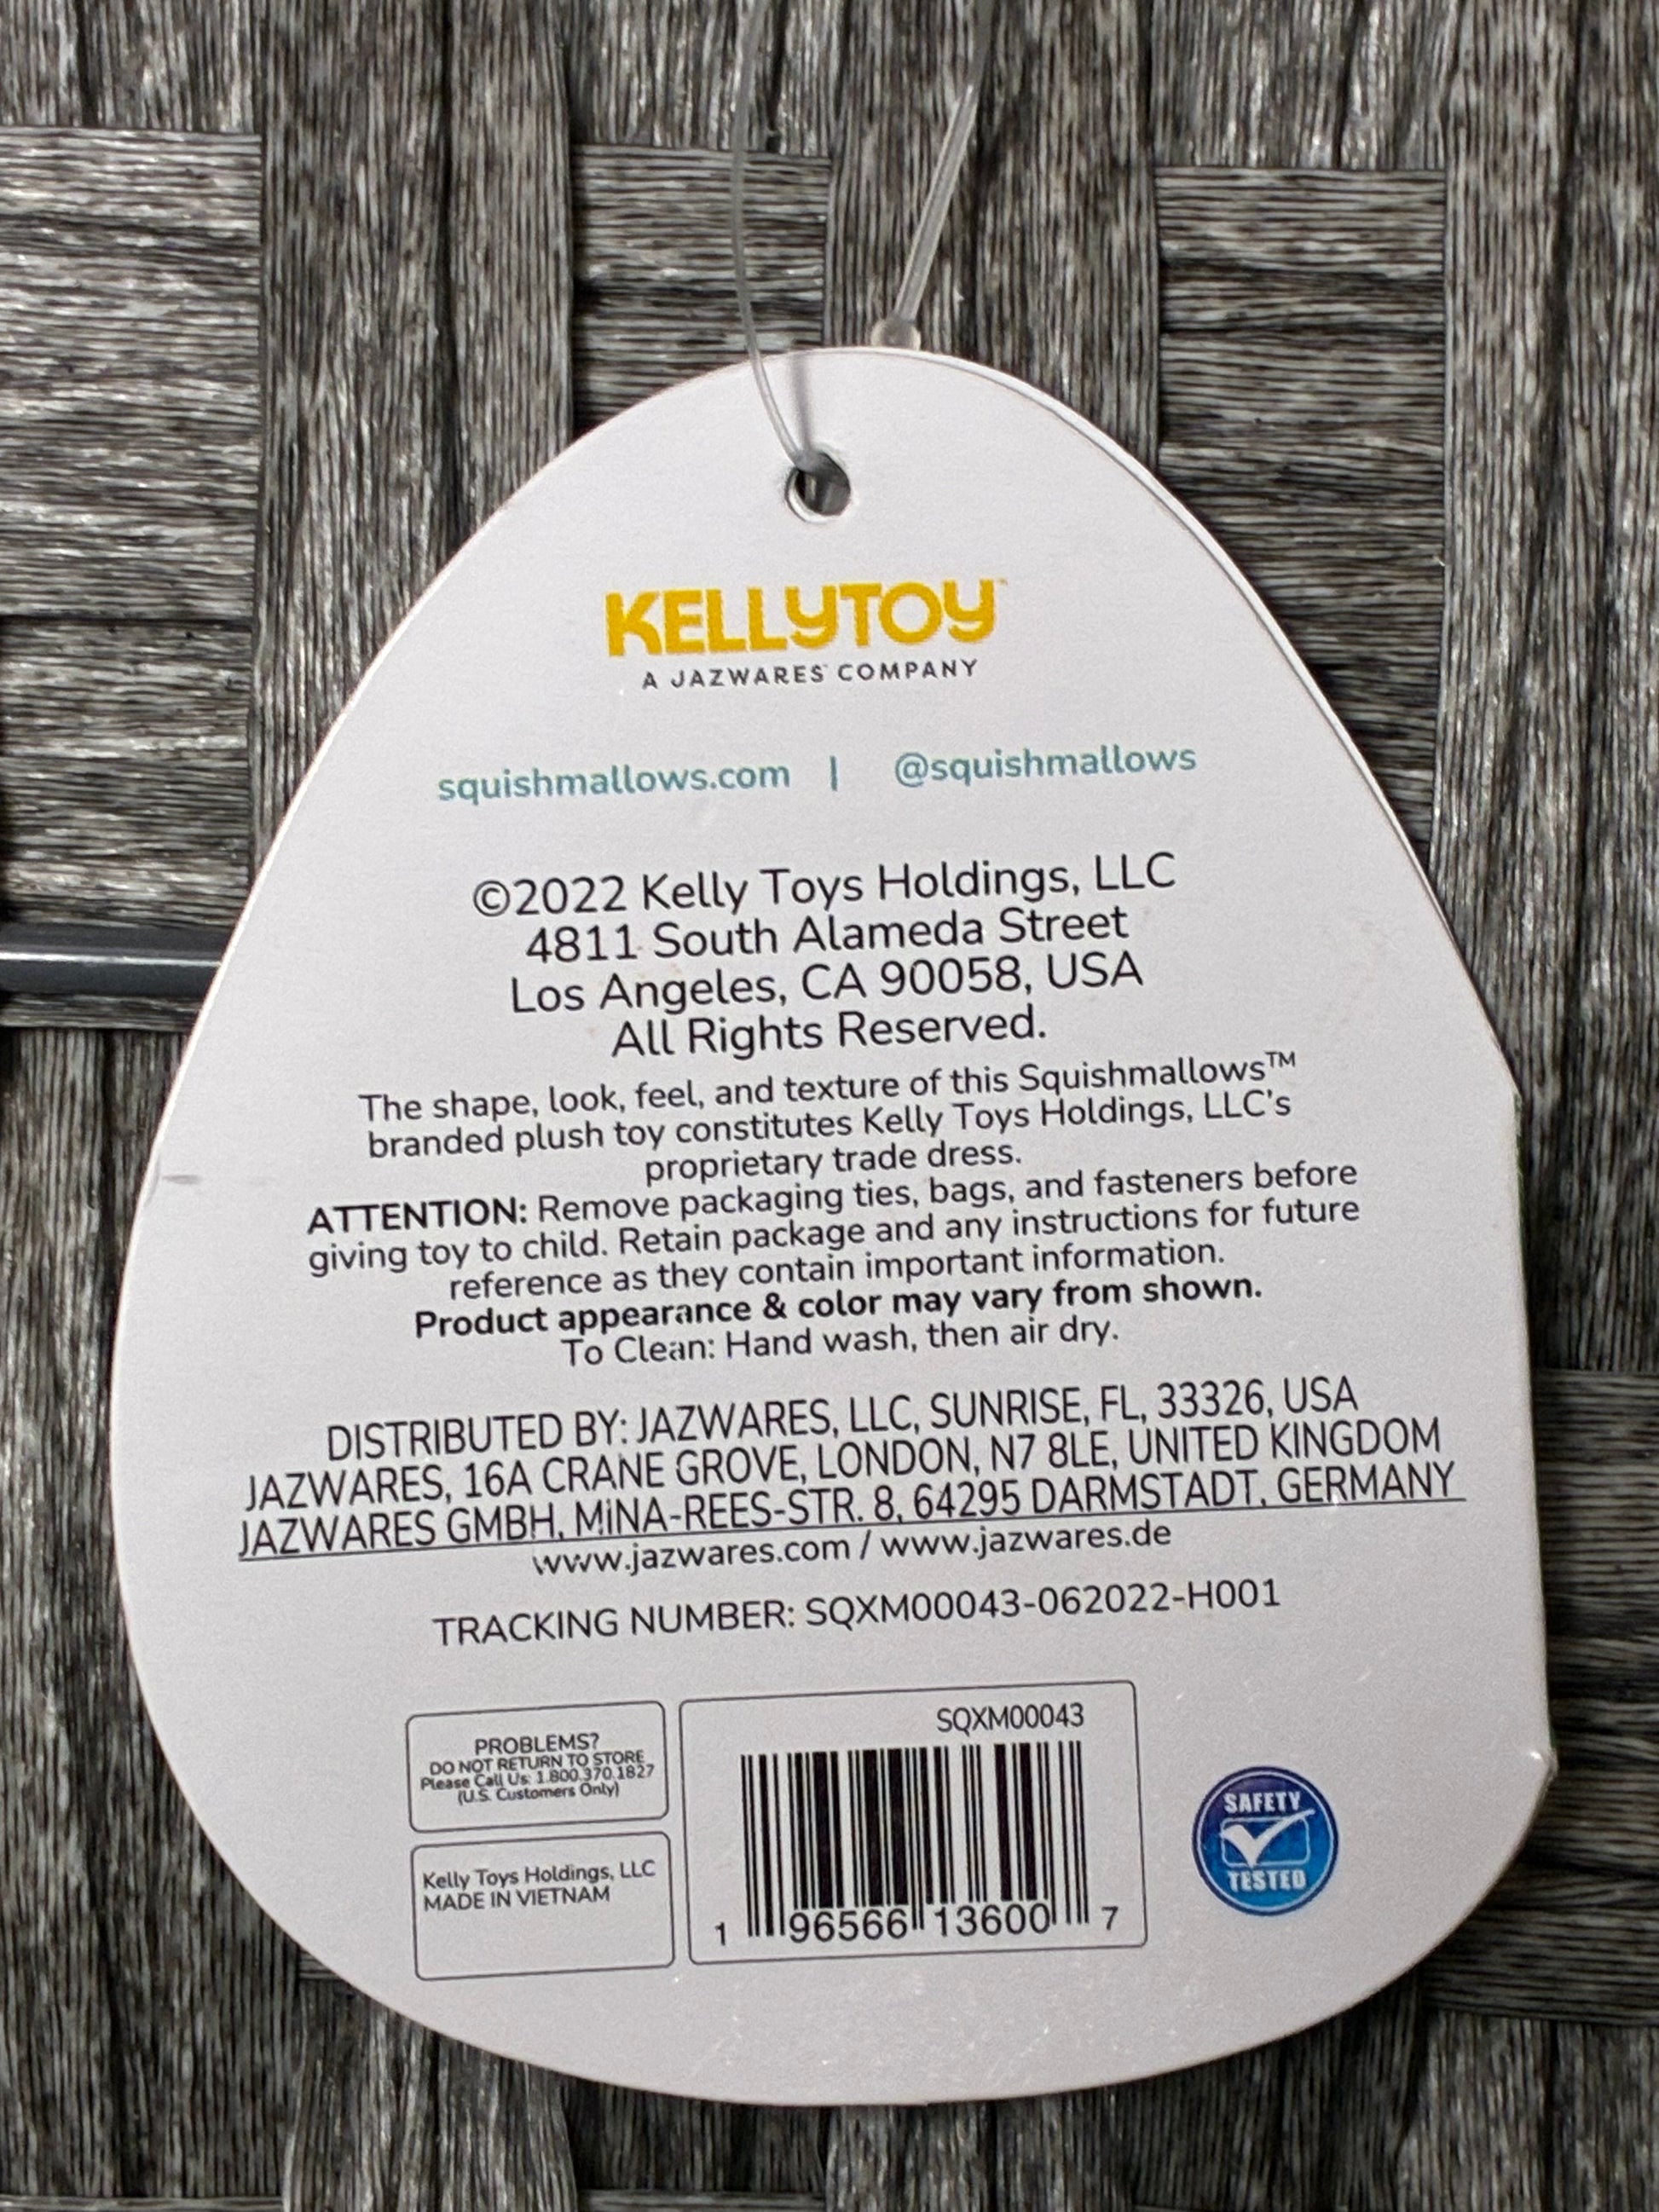 KELLYTOY™
A JAZWARES COMPANY
squishmallows.com | @squishmallows
©2022 Kelly Toys Holdings, LLC
4811 South Alameda Street
Los Angeles, CA 90058, USA
All Rights Reserved.
The shape, look, feel, and texture of this Squishmallows™
branded plush toy constitutes Kelly Toys Holdings, LLC's
proprietary trade dress.
ATTENTION: Remove packaging ties, bags, and fasteners before
giving toy to child. Retain package and any instructions for future
reference as they contain important information.
Product appearance & color may vary from shown.
To Clean: Hand wash, then air dry.
DISTRIBUTED BY: JAZWARES, LLC, SUNRISE, FL, 33326, USA
JAZWARES, 16A CRANE GROVE, LONDON, N7 8LE, UNITED KINGDOM
JAZWARES GMBH, MiNA-REES-STR. 8, 64295 DARMSTADT, GERMANY
www.jazwares.com / www.jazwares.de
TRACKING NUMBER: SQXM00043-062022-H001
PROBLEMS?
DO NOT RETURN TO STORE
Please Call Us: 1.800.370.1827
(U.S. Customers Only)
Kelly Toys Holdings, LLC
MADE IN VIETNAM
SQXM00043
1 96566 13600 7
SAFETY
TESTED